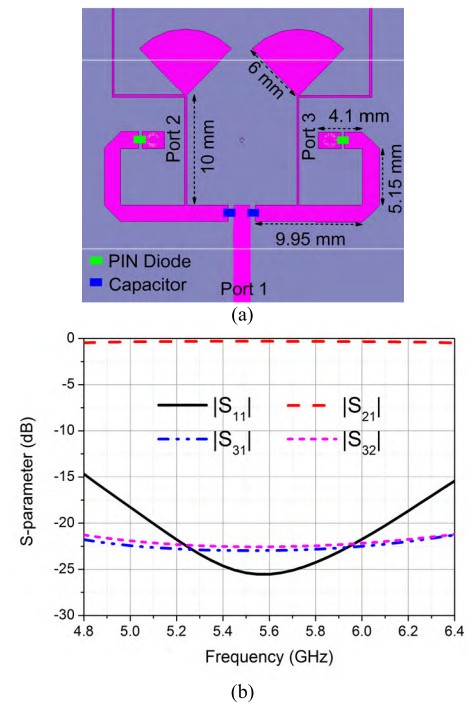 (a)
6 mm
Port 2
Port 3
10 mm
4.1 mm
5.15 mm
9.95 mm
PIN Diode
Capacitor
Port 1
(a)
0
-5
-10
-15
-20
-25
-30
S-parameter (dB)
|S11|
|S21|
|S31|
|S32|
4.8
5.0
5.2
5.4
5.6
5.8
6.0
6.2
6.4
Frequency (GHz)
(b)